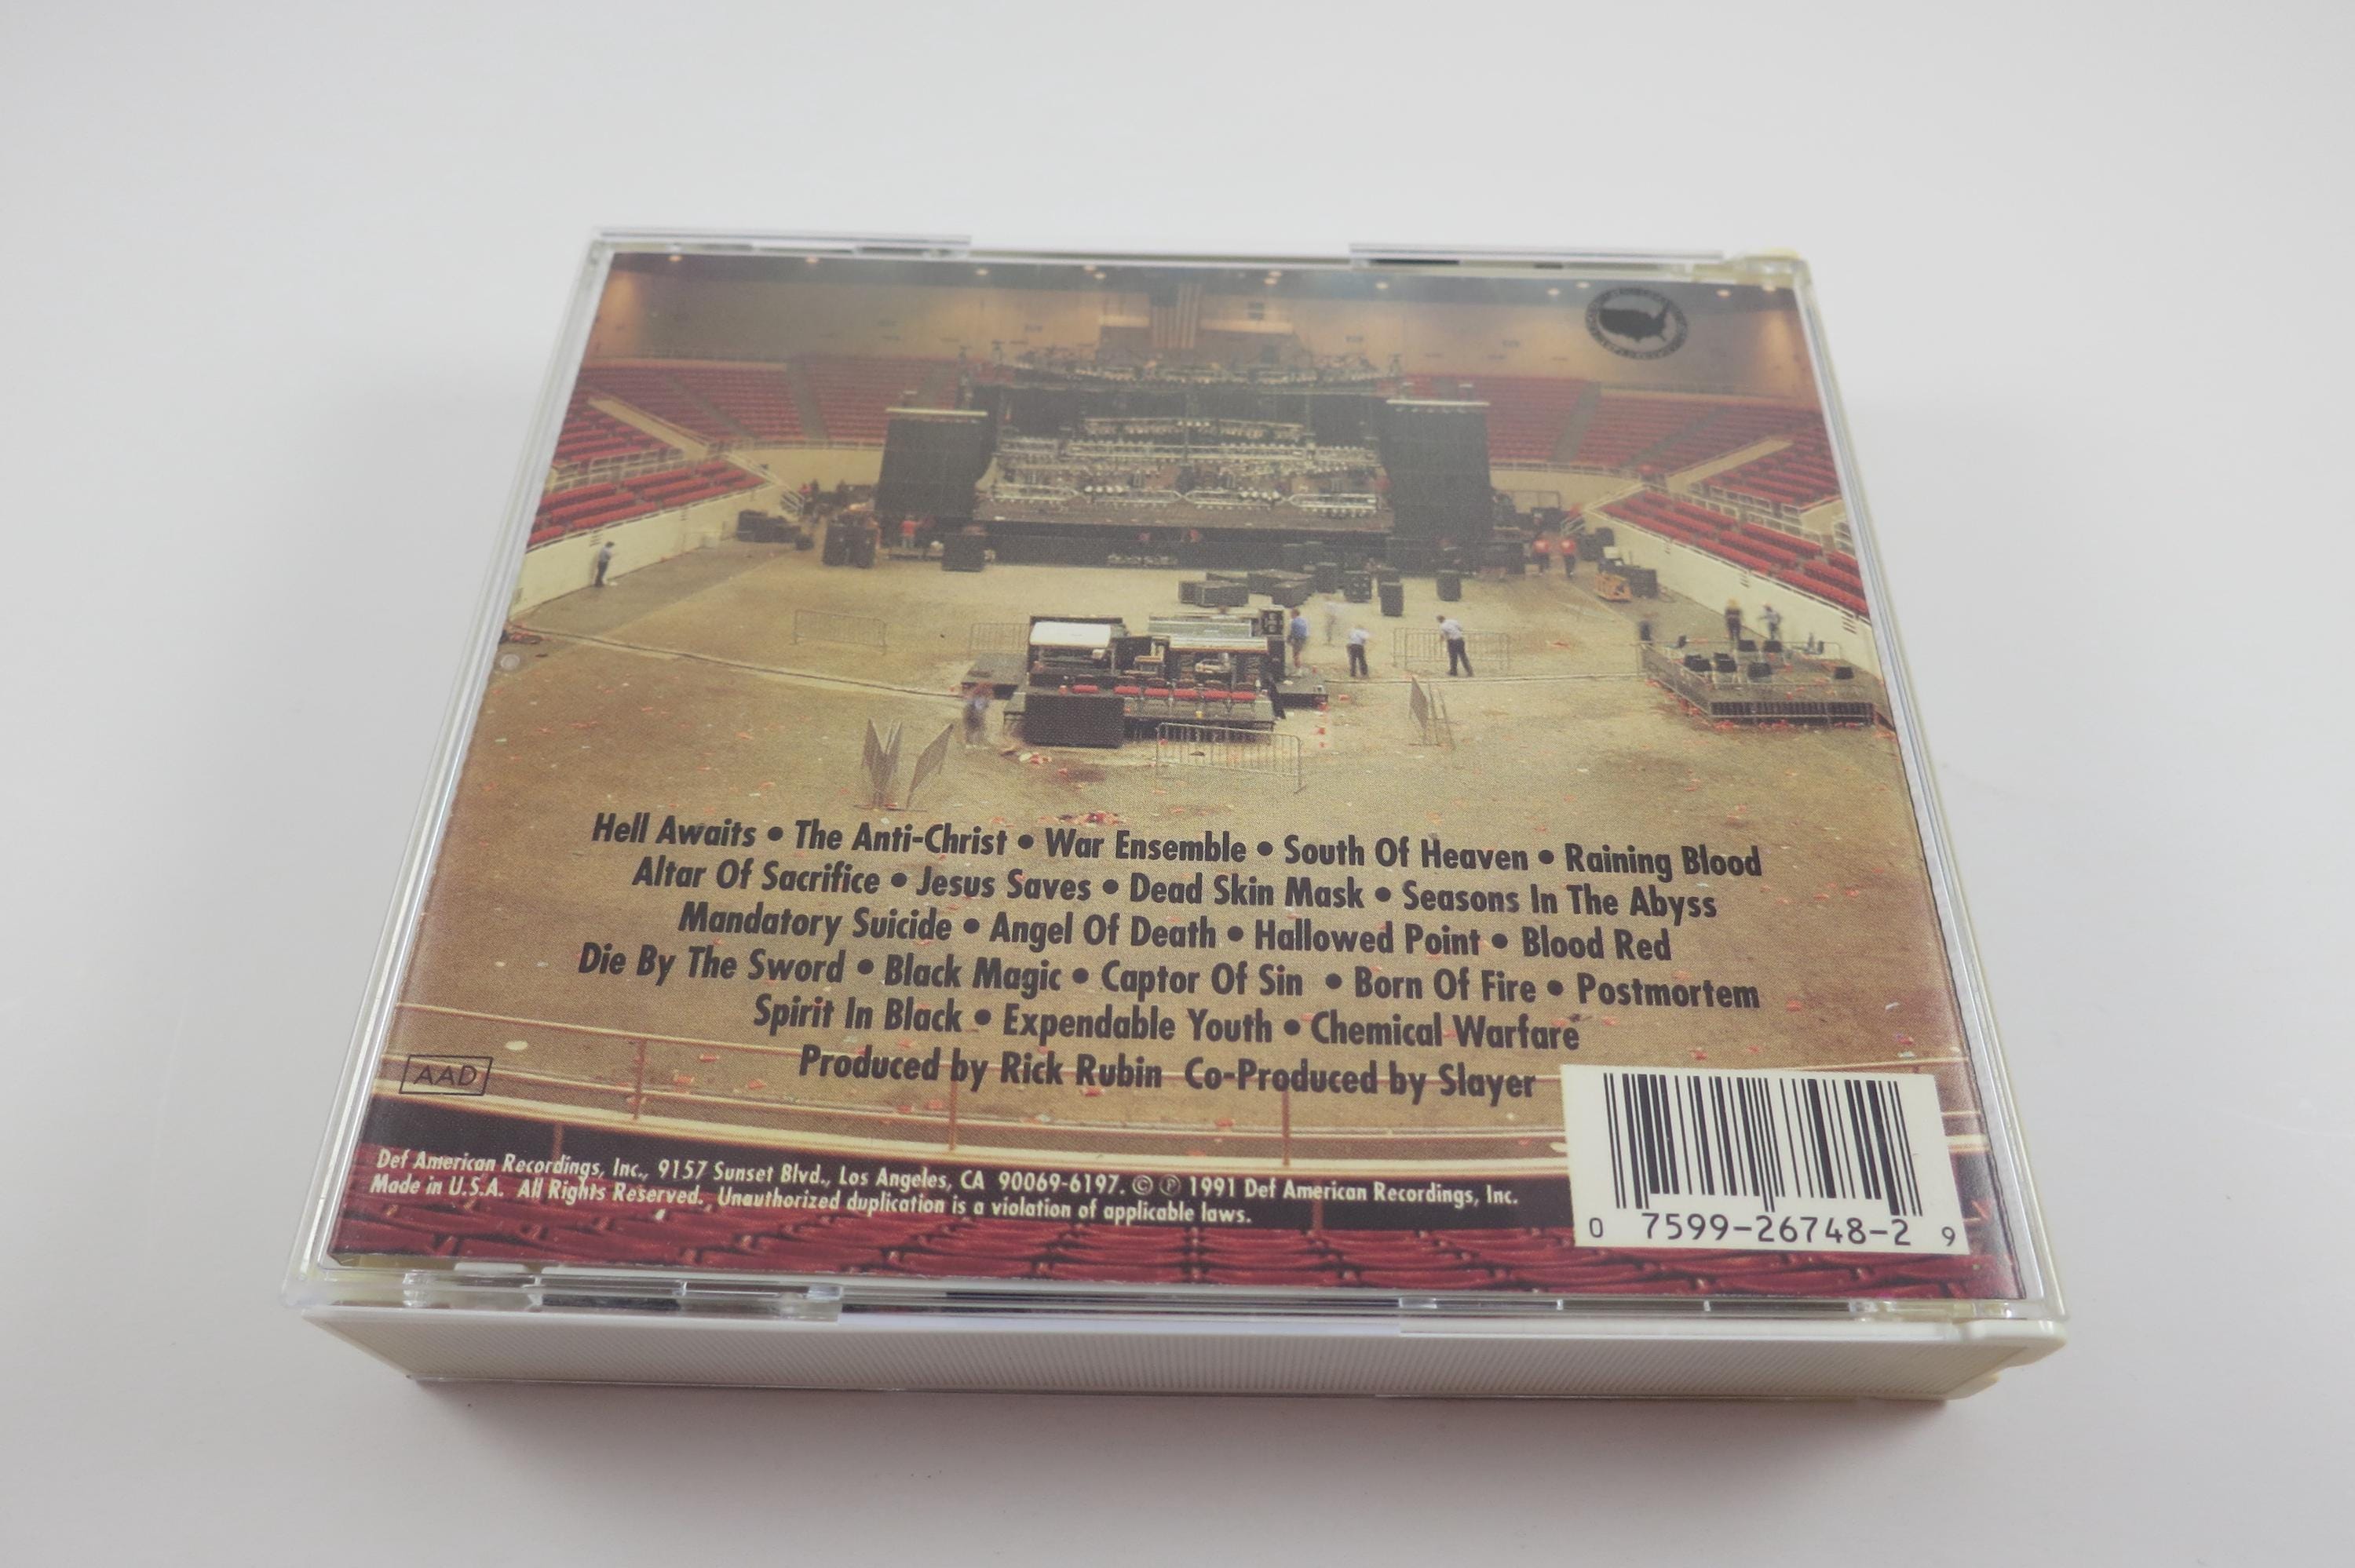 Hell Awaits • The Anti-Christ • War Ensemble • South Of Heaven • Raining Blood
Altar Of Sacrifice • Jesus Saves • Dead Skin Mask • Seasons In The Abyss
Mandatory Suicide • Angel Of Death • Hallowed Point • Blood Red
Die By The Sword • Black Magic • Captor Of Sin • Born Of Fire • Postmortem
Spirit In Black • Expendable Youth • Chemical Warfare
Produced by Rick Rubin Co-Produced by Slayer
AAD
Def American Recordings, Inc., 9157 Sunset Blvd., Los Angeles, CA 90069-6197. © ℗ 1991 Def American Recordings, Inc.
Made in U.S.A. All Rights Reserved. Unauthorized duplication is a violation of applicable laws.
0 7599-26748-2 9